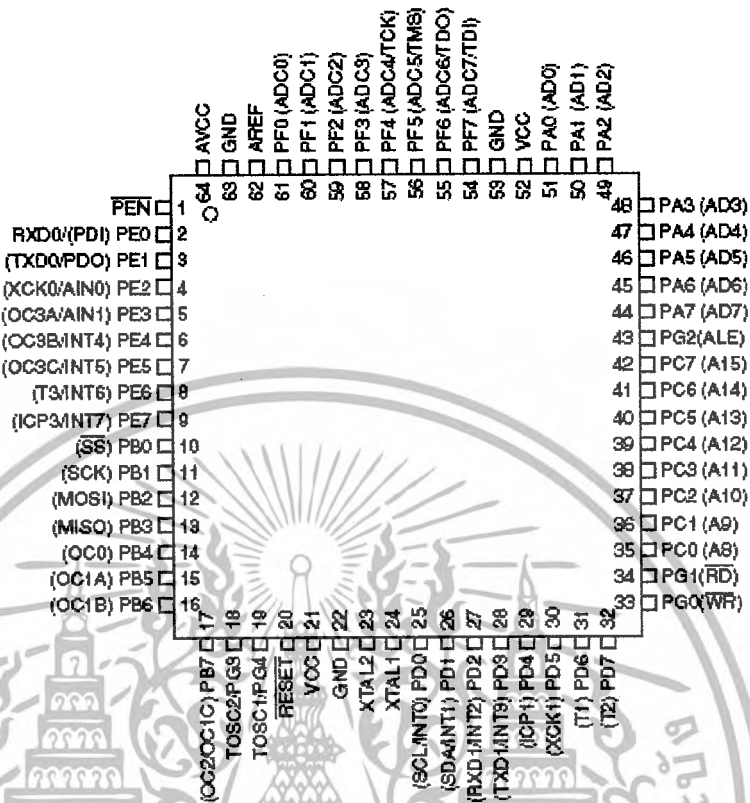 AVCC
GND
AREF
PF0 (ADC0)
PF1 (ADC1)
PF2 (ADC2)
PF3 (ADC3)
PF4 (ADC4/TCK)
PF5 (ADC5/TMS)
PF6 (ADC6/TDO)
PF7 (ADC7/TDI)
GND
VCC
PA0 (AD0)
PA1 (AD1)
PA2 (AD2)
64 63 62 61 60 59 58 57 56 55 54 53 52 51 50 49
PEN 1
RXD0/(PDI) PE0 2
(TXD0/PDO) PE1 3
(XCK0/AIN0) PE2 4
(OC3A/AIN1) PE3 5
(OC3B/INT4) PE4 6
(OC3C/INT5) PE5 7
(T3/INT6) PE6 8
(ICP3/INT7) PE7 9
(SS) PB0 10
(SCK) PB1 11
(MOSI) PB2 12
(MISO) PB3 13
(OC0) PB4 14
(OC1A) PB5 15
(OC1B) PB6 16
48 PA3 (AD3)
47 PA4 (AD4)
46 PA5 (AD5)
45 PA6 (AD6)
44 PA7 (AD7)
43 PG2(ALE)
42 PC7 (A15)
41 PC6 (A14)
40 PC5 (A13)
39 PC4 (A12)
38 PC3 (A11)
37 PC2 (A10)
36 PC1 (A9)
35 PC0 (A8)
34 PG1(RD)
33 PG0(WR)
17 18 19 20 21 22 23 24 25 26 27 28 29 30 31 32
(OC2/OC1C) PB7
TOSC2/PG3
TOSC1/PG4
RESET
VCC
GND
XTAL2
XTAL1
(SCL/INT0) PD0
(SDA/INT1) PD1
(RXD1/INT2) PD2
(TXD1/INT3) PD3
(ICP1) PD4
(XCK1) PD5
(T1) PD6
(T2) PD7